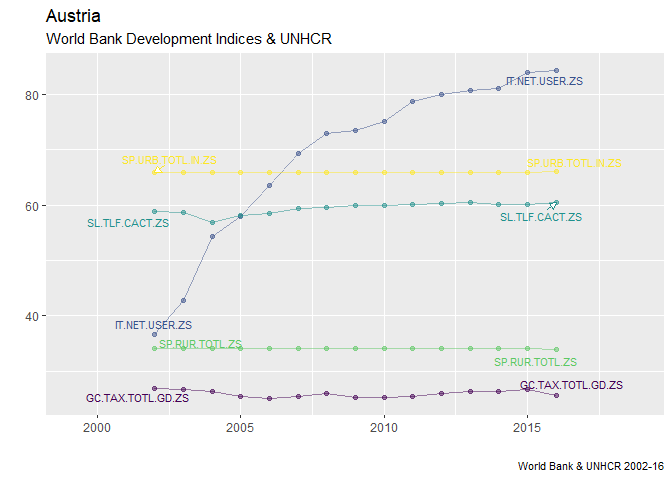 Austria
World Bank Development Indices & UNHCR
80
60
40
IT.NET.USER.ZS
SP.URB.TOTL.IN.ZS
SP.URB.TOTL.IN.ZS
SL.TLF.CACT.ZS
SL.TLF.CACT.ZS
IT.NET.USER.ZS
SP.RUR.TOTL.ZS
SP.RUR.TOTL.ZS
GC.TAX.TOTL.GD.ZS
GC.TAX.TOTL.GD.ZS
2000
2005
2010
2015
World Bank & UNHCR 2002-16